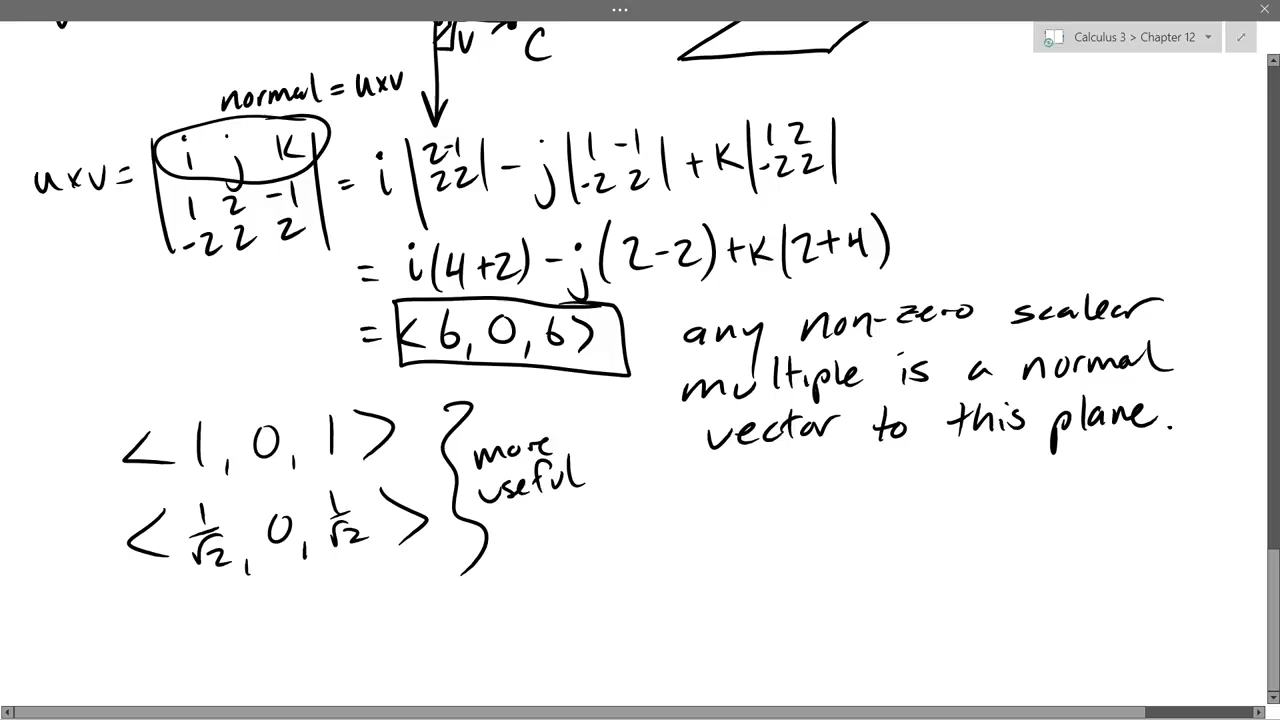 Calculus 3 > Chapter 12
v C
normal = uxv
uxv = | i j k | = i |2 -1| - j |1 -1| + k |1 2|
1 2 -1 2 2 -2 2 -2 2
-2 2 2
= i(4+2) - j(2-2) + k(2+4)
= <6, 0, 6>
any non-zero scaler
multiple is a normal
vector to this plane.
<1, 0, 1>
<1/√2, 0, 1/√2>
more
useful